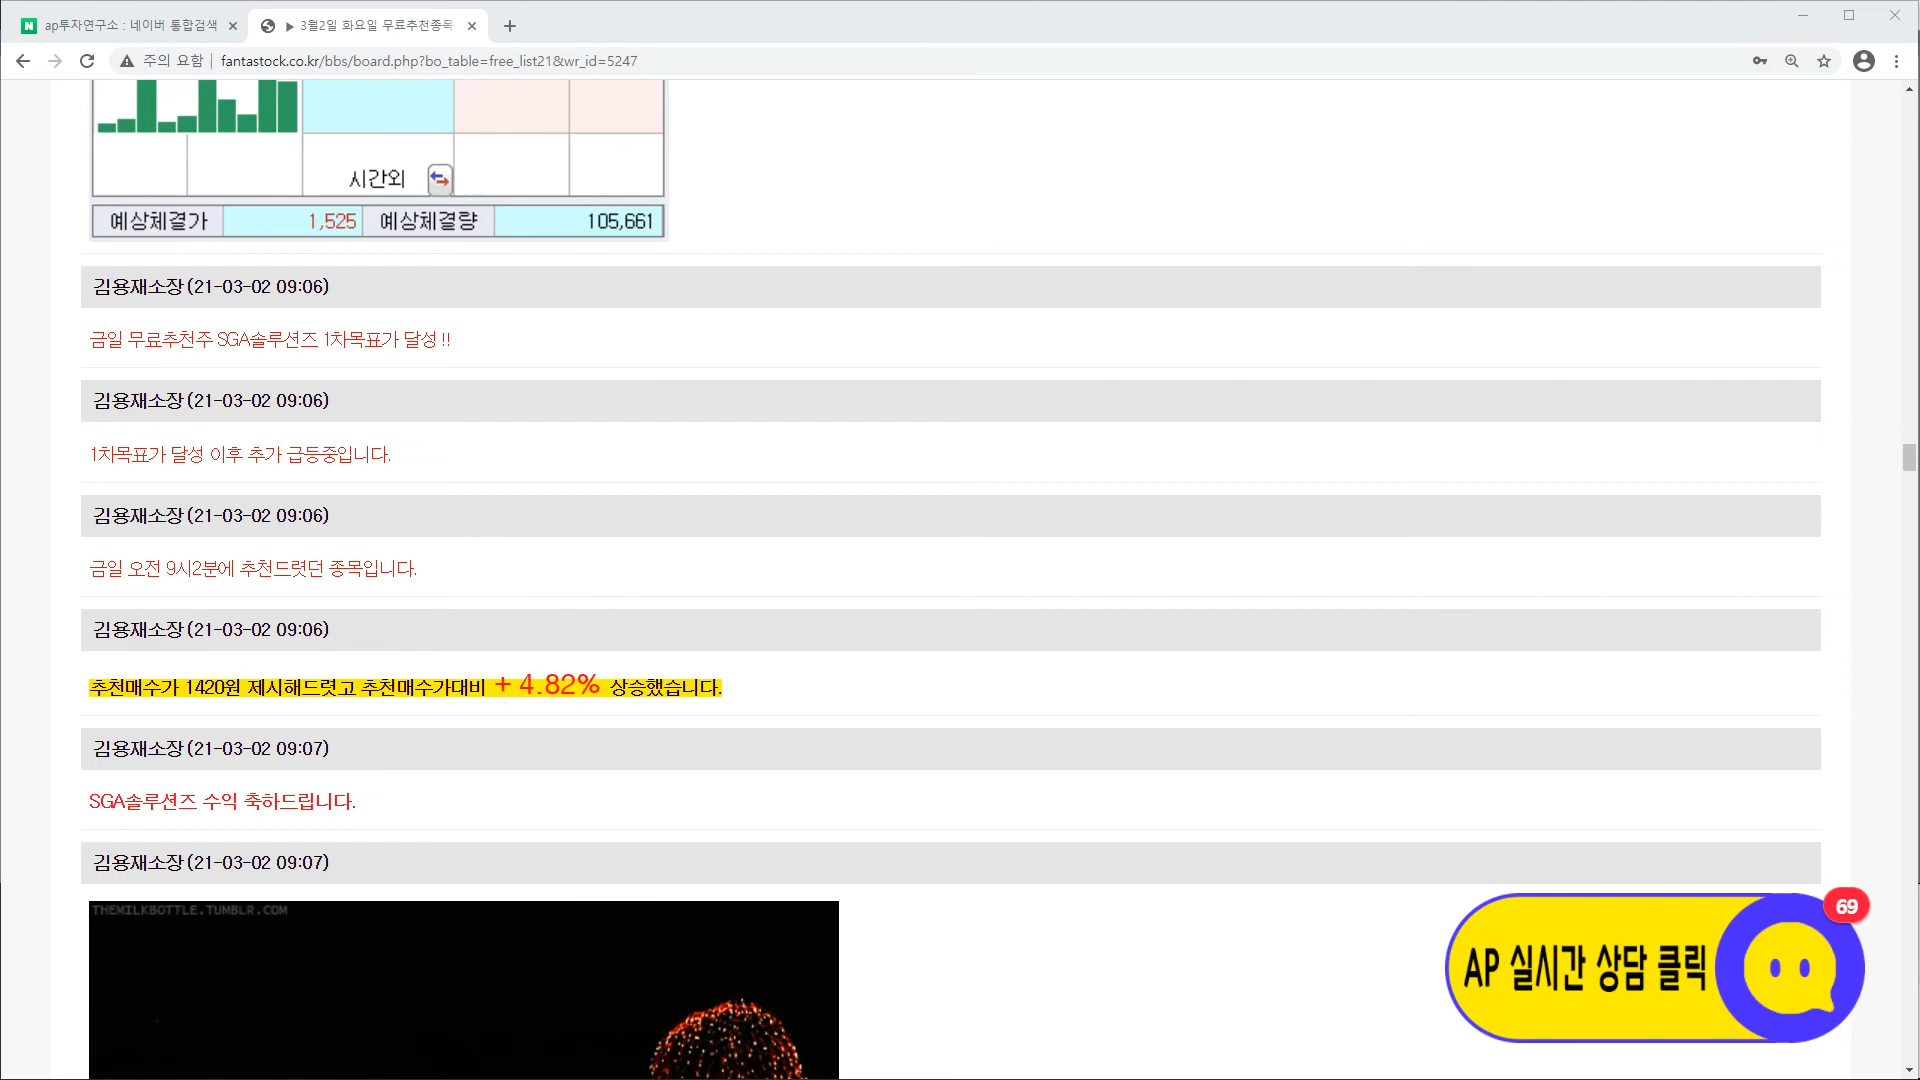 ap투자연구소 : 네이버 통합검색
▶ 3월2일 화요일 무료추천종목
주의 요함 | fantastock.co.kr/bbs/board.php?bo_table=free_list21&wr_id=5247
시간외
예상체결가 1,525 예상체결량 105,661
김용재소장 (21-03-02 09:06)
금일 무료추천주 SGA솔루션즈 1차목표가 달성 !!
김용재소장 (21-03-02 09:06)
1차목표가 달성 이후 추가 급등중입니다.
김용재소장 (21-03-02 09:06)
금일 오전 9시2분에 추천드렷던 종목입니다.
김용재소장 (21-03-02 09:06)
추천매수가 1420원 제시해드렷고 추천매수가대비 + 4.82% 상승했습니다.
김용재소장 (21-03-02 09:07)
SGA솔루션즈 수익 축하드립니다.
김용재소장 (21-03-02 09:07)
THEMILKBOTTLE.TUMBLR.COM
69
AP 실시간 상담 클릭